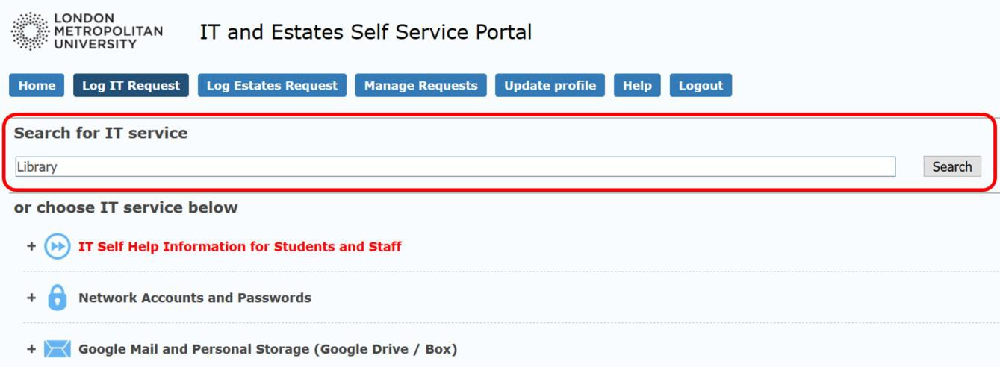 LONDON
METROPOLITAN
UNIVERSITY
IT and Estates Self Service Portal
Home Log IT Request Log Estates Request Manage Requests Update profile Help Logout
Search for IT service
Library Search
or choose IT service below
+ IT Self Help Information for Students and Staff
+ Network Accounts and Passwords
+ Google Mail and Personal Storage (Google Drive / Box)